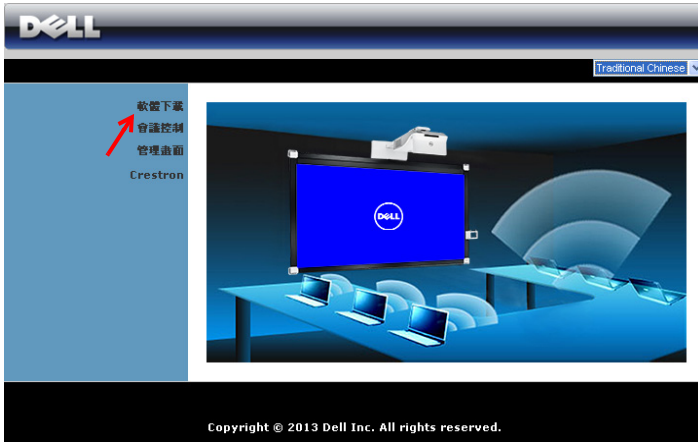 DELL
Traditional Chinese
軟體下載
會議控制
管理畫面
Crestron
DELL
Copyright © 2013 Dell Inc. All rights reserved.